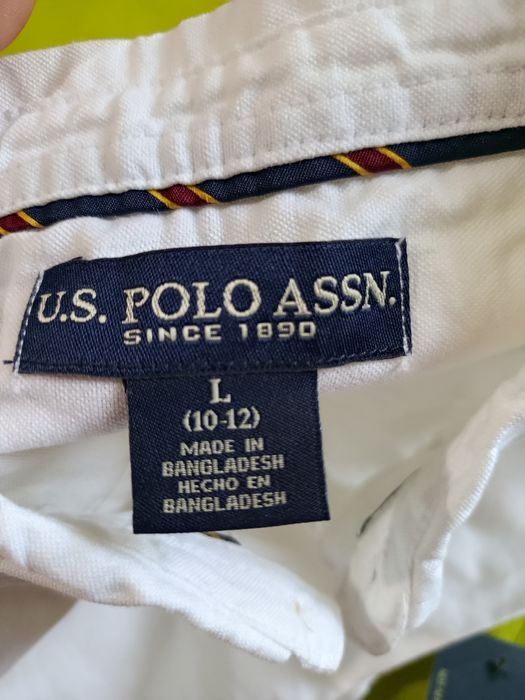 U.S. POLO ASSN.
SINCE 1890
L
(10-12)
MADE IN
BANGLADESH
HECHO EN
BANGLADESH